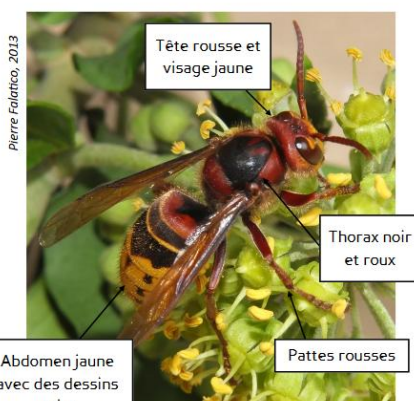 Pierre Falatico, 2013
Tête rousse et
visage jaune
Thorax noir
et roux
Pattes rousses
Abdomen jaune
avec des dessins